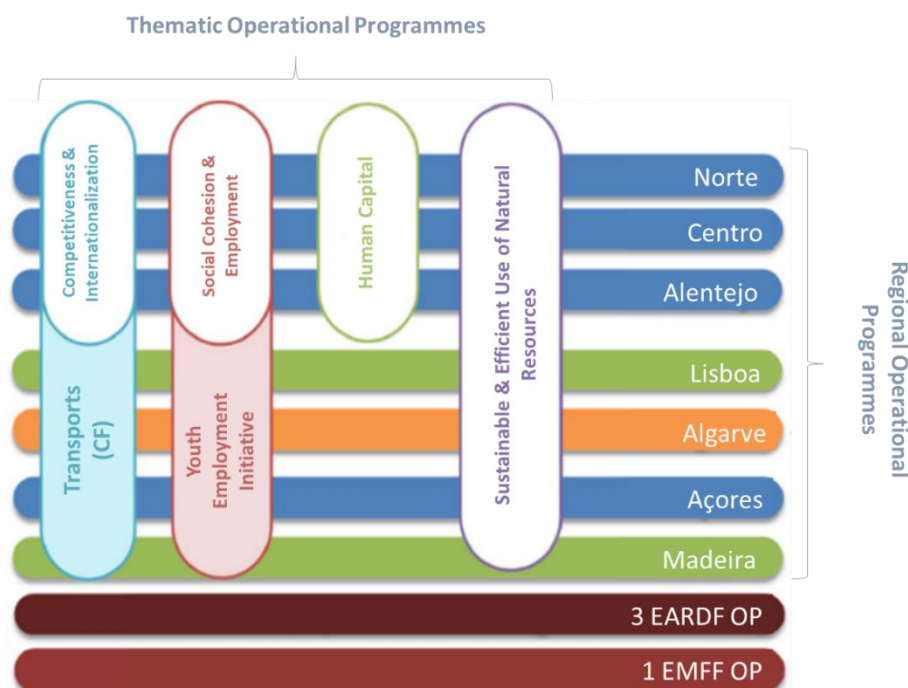 Thematic Operational Programmes
Competitiveness &
Internationalization
Social Cohesion &
Employment
Human Capital
Sustainable & Efficient Use of Natural
Resources
Transports
(CF)
Youth
Employment
Initiative
Norte
Centro
Alentejo
Lisboa
Algarve
Açores
Madeira
3 EARDF OP
1 EMFF OP
Regional Operational
Programmes